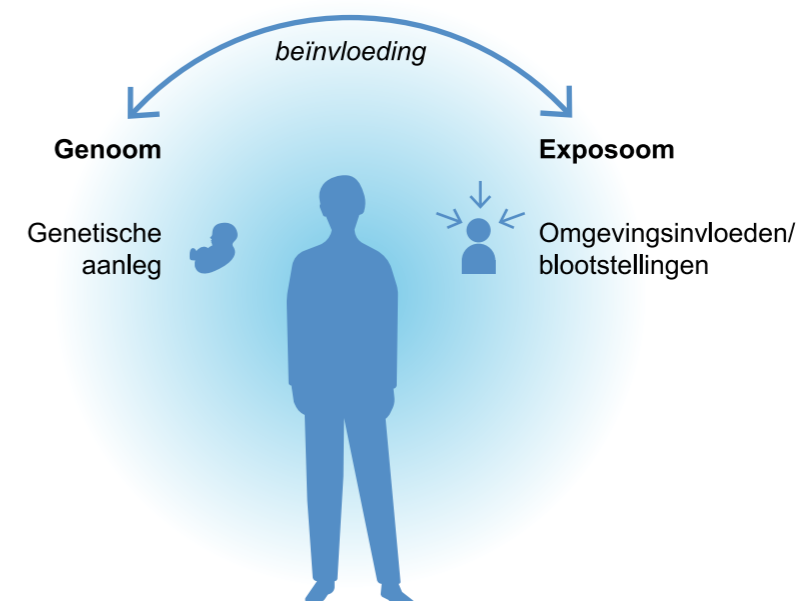 beïnvloeding
Genoom
Exposoom
Genetische
aanleg
Omgevingsinvloeden/
blootstellingen